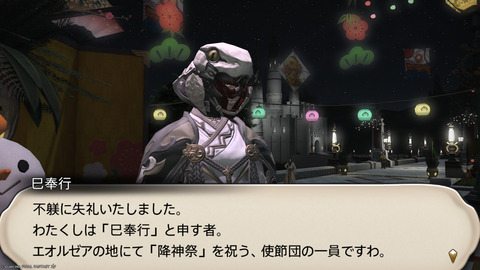 巳奉行
不躾に失礼いたしました。
わたくしは「巳奉行」と申す者。
エオルゼアの地にて「降神祭」を祝う、使節団の一員ですわ。